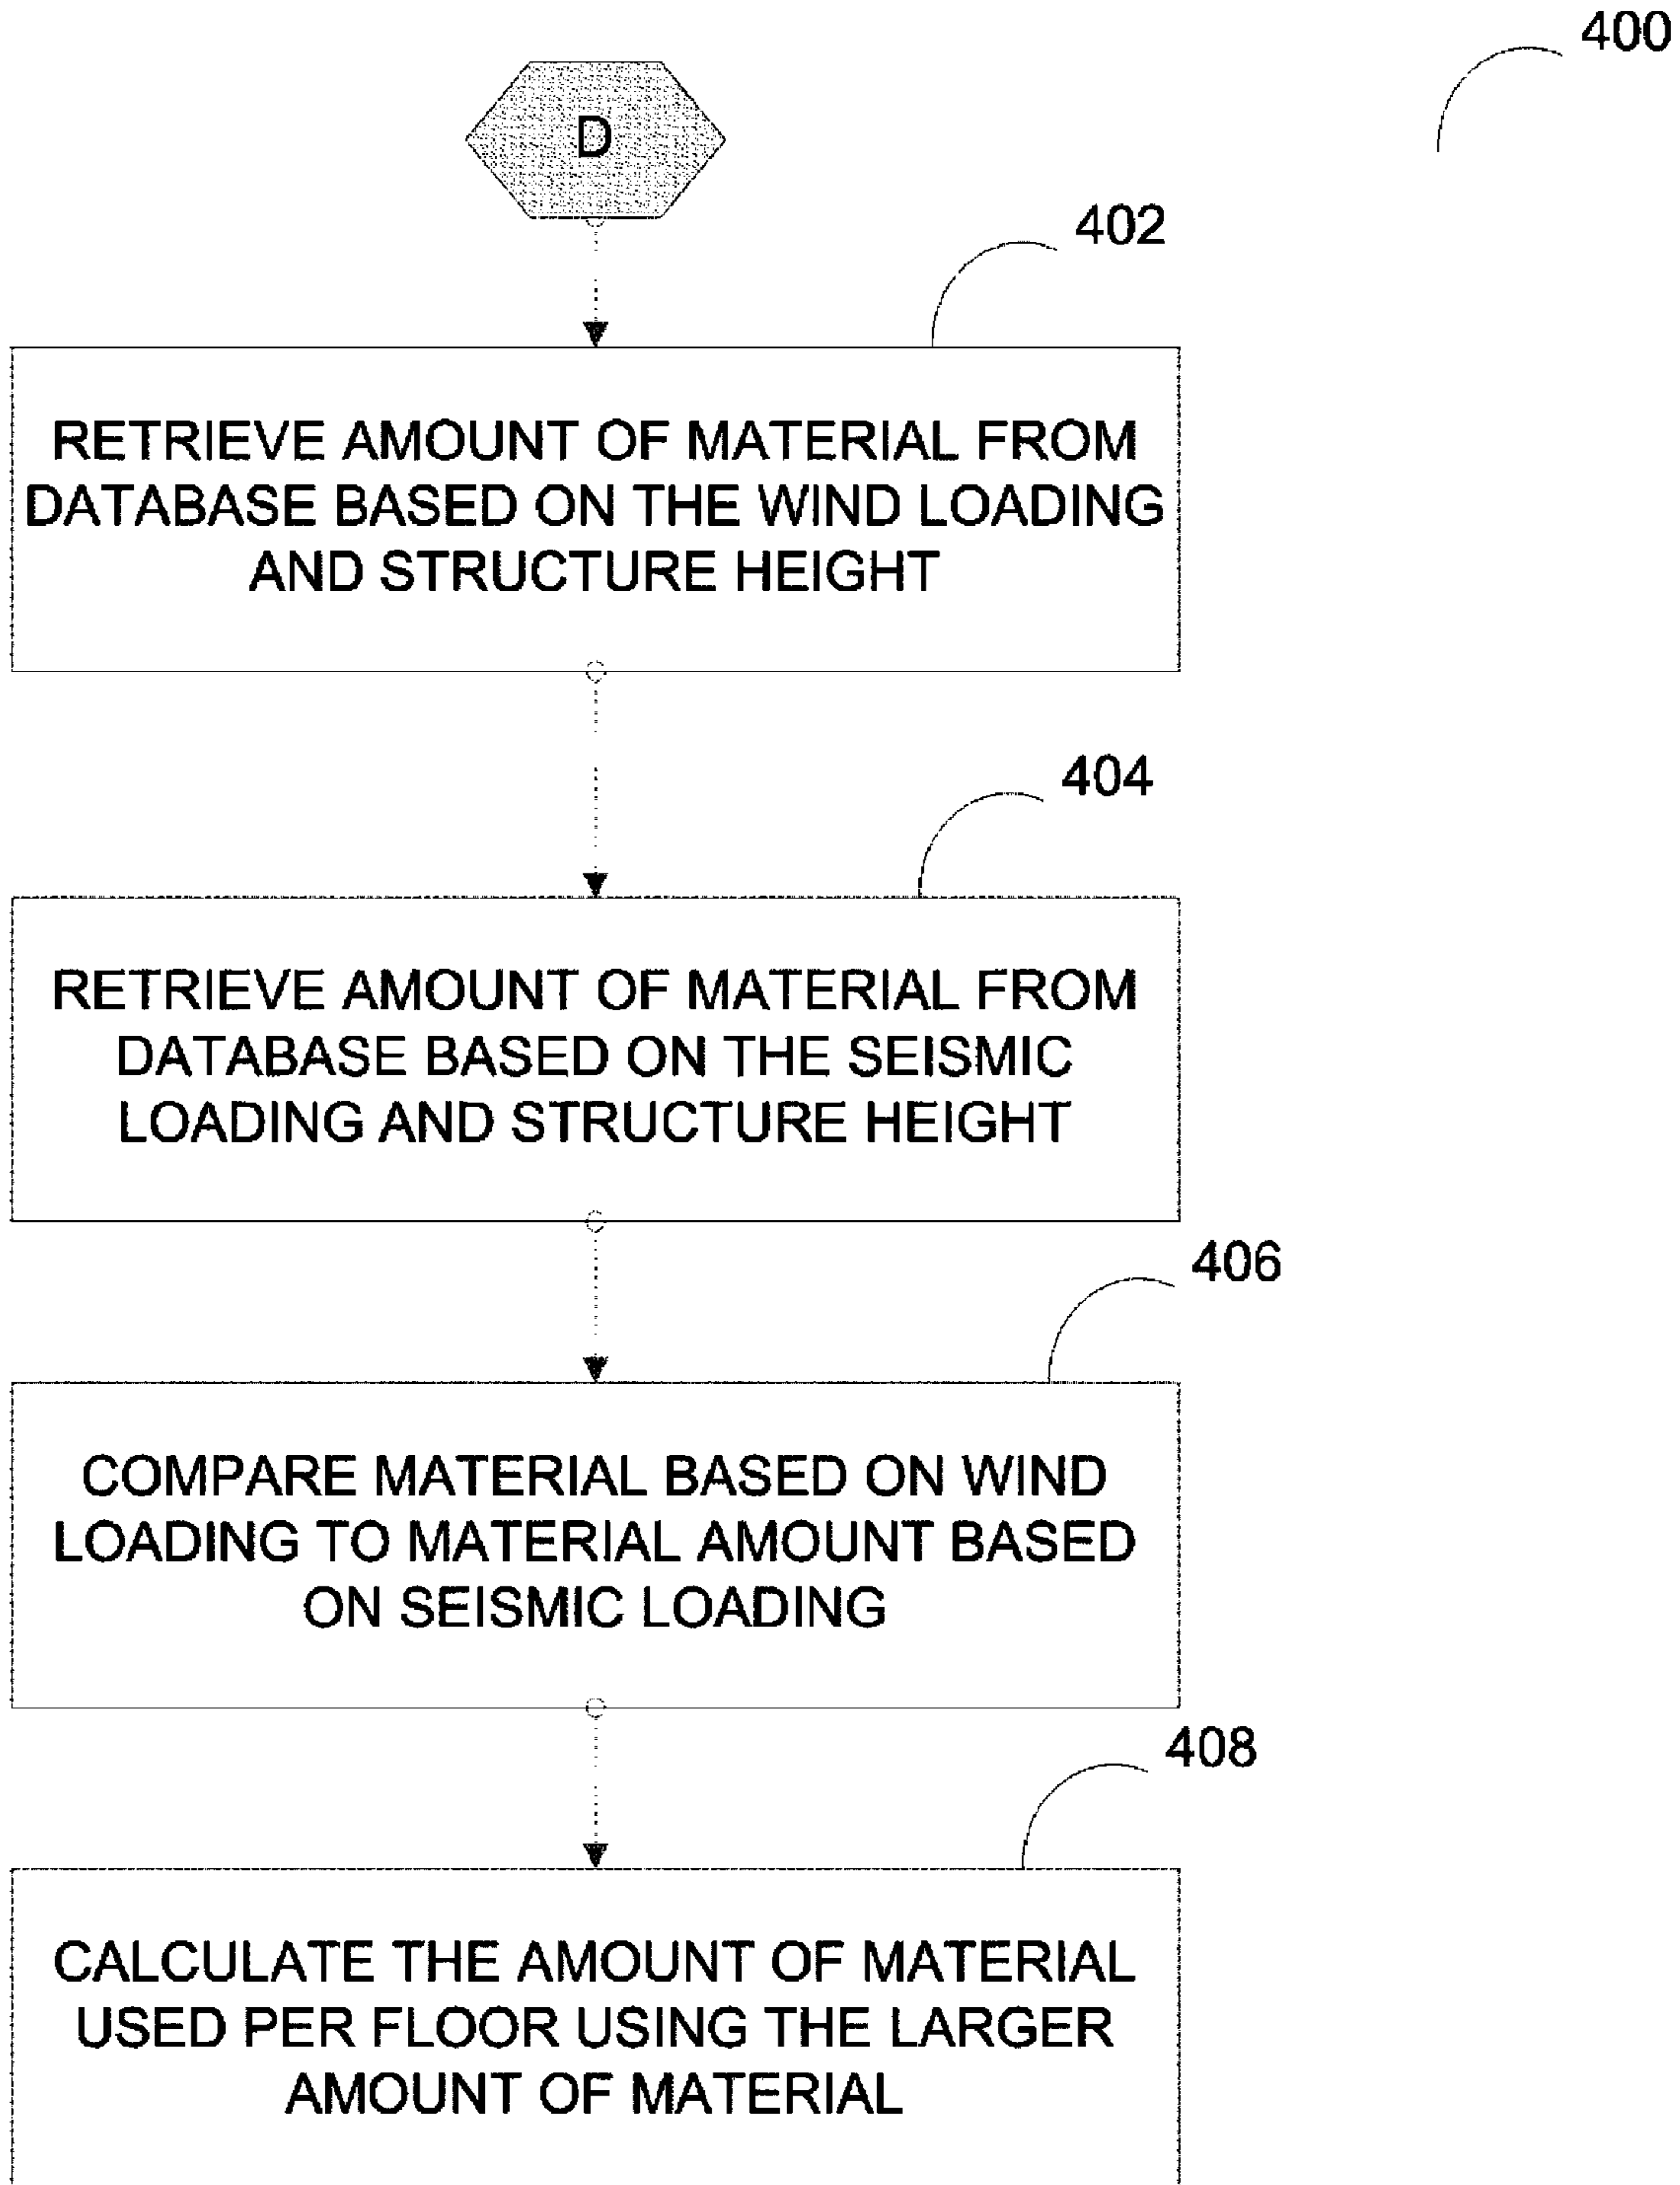 400
D
402
RETRIEVE AMOUNT OF MATERIAL FROM
DATABASE BASED ON THE WIND LOADING
AND STRUCTURE HEIGHT
404
RETRIEVE AMOUNT OF MATERIAL FROM
DATABASE BASED ON THE SEISMIC
LOADING AND STRUCTURE HEIGHT
406
COMPARE MATERIAL BASED ON WIND
LOADING TO MATERIAL AMOUNT BASED
ON SEISMIC LOADING
408
CALCULATE THE AMOUNT OF MATERIAL
USED PER FLOOR USING THE LARGER
AMOUNT OF MATERIAL